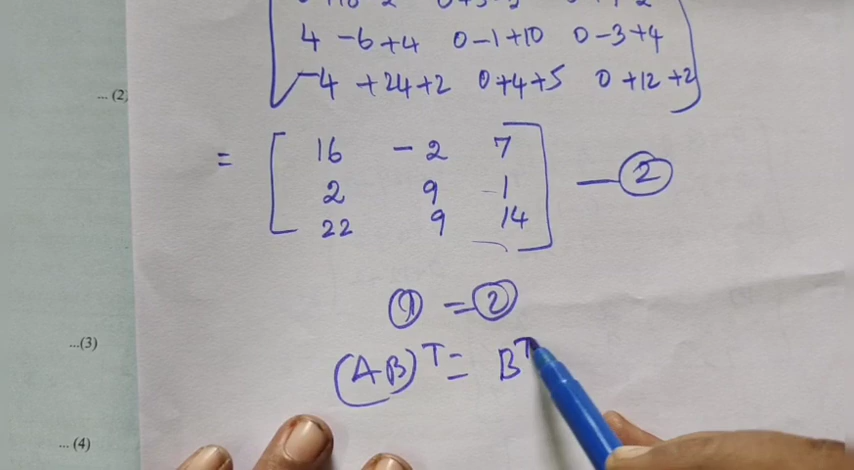 4 -6+4 0-1+10 0-3+4
-4 +24+2 0+4+5 0 +12 +2
... (2)
= [ 16 -2 7
2 9 1
22 9 14 ] — ②
① = ②
...(3)
(AB)ᵀ = Bᵀ
... (4)